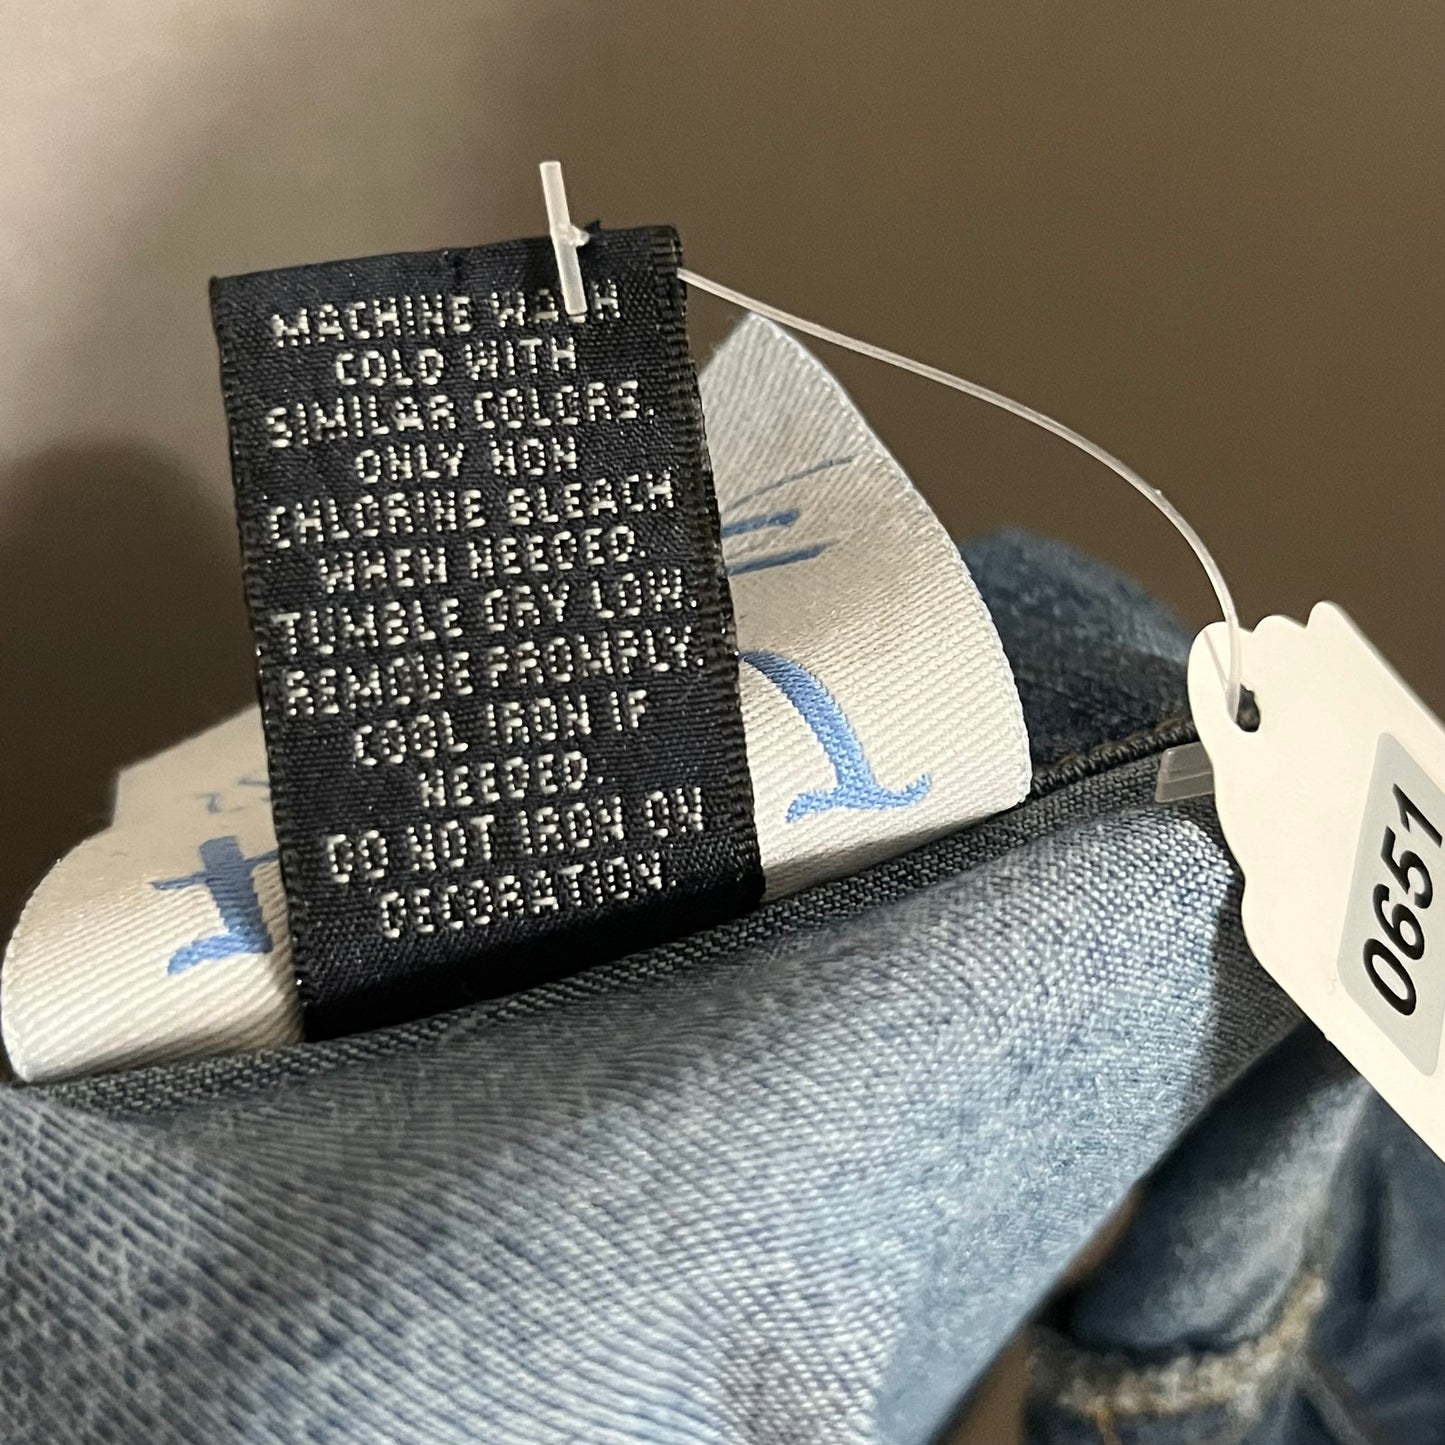 MACHINE WASH
COLD WITH
SIMILAR COLORS.
ONLY NON
CHLORINE BLEACH
WHEN NEEDED.
TUMBLE DRY LOW.
REMOVE PROMPLY.
COOL IRON IF
NEEDED.
DO NOT IRON ON
DECORATION
0651